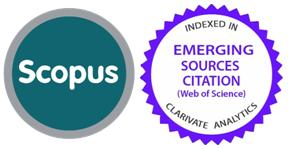 Scopus
INDEXED IN
EMERGING
SOURCES
CITATION
(Web of Science)
CLARIVATE ANALYTICS